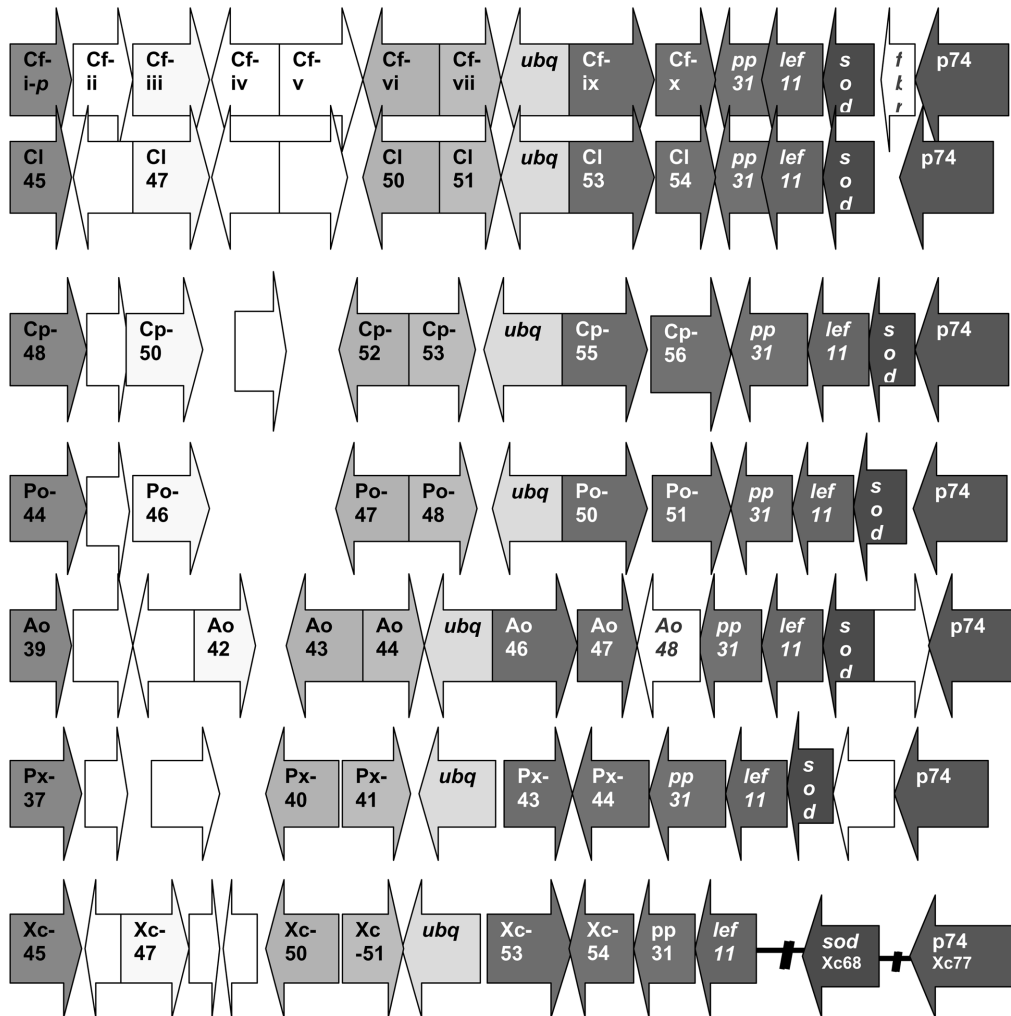 Cf-
i-p
Cf-
ii
Cf-
iii
Cf-
iv
Cf-
v
Cf-
vi
Cf-
vii
ubq
Cf-
ix
Cf-
x
pp
31
lef
11
s
o
d
p74
Cl
45
Cl
47
Cl
50
Cl
51
ubq
Cl
53
Cl
54
pp
31
lef
11
s
o
d
p74
Cp-
48
Cp-
50
Cp-
52
Cp-
53
ubq
Cp-
55
Cp-
56
pp
31
lef
11
s
o
d
p74
Po-
44
Po-
46
Po-
47
Po-
48
ubq
Po-
50
Po-
51
pp
31
lef
11
s
o
d
p74
Ao
39
Ao
42
Ao
43
Ao
44
ubq
Ao
46
Ao
47
Ao
48
pp
31
lef
11
s
o
d
p74
Px-
37
Px-
40
Px-
41
ubq
Px-
43
Px-
44
pp
31
lef
11
s
o
d
p74
Xc-
45
Xc-
47
Xc-
50
Xc
-51
ubq
Xc-
53
Xc-
54
pp
31
lef
11
sod
Xc68
p74
Xc77